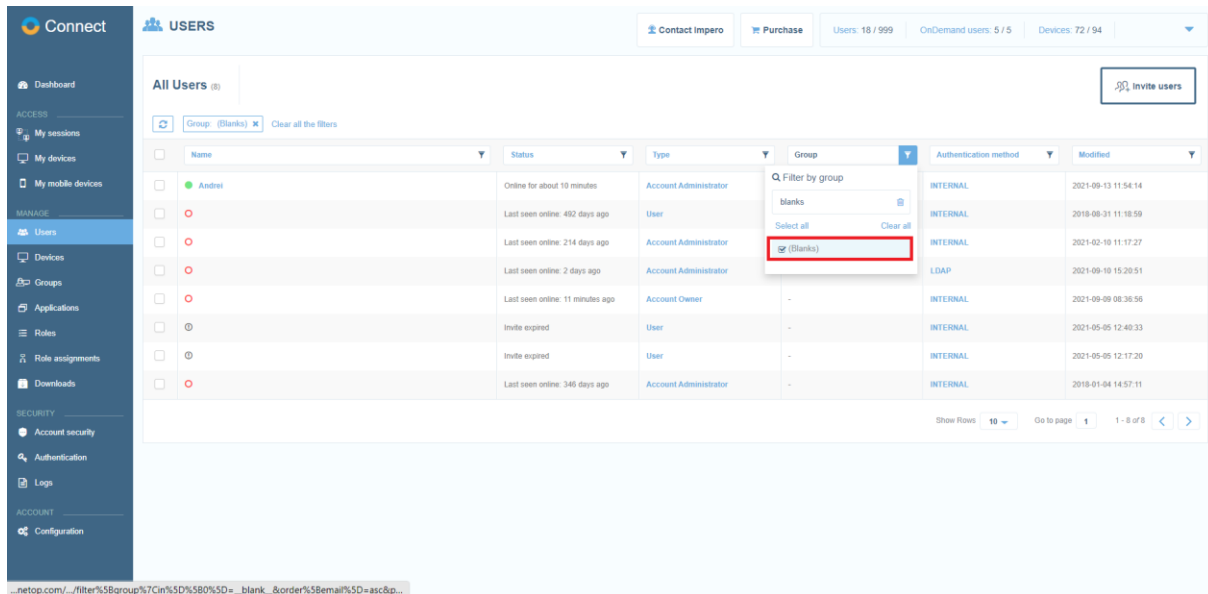 Connect
USERS
Contact Impero
Purchase
Users: 18 / 999
OnDemand users: 5 / 5
Devices: 72 / 94
Dashboard
ACCESS
My sessions
My devices
My mobile devices
MANAGE
Users
Devices
Groups
Applications
Roles
Role assignments
Downloads
SECURITY
Account security
Authentication
Logs
ACCOUNT
Configuration
All Users (8)
Invite users
Group: (Blanks) Clear all the filters
Name Status Type Group Authentication method Modified
Andrei Online for about 10 minutes Account Administrator INTERNAL 2021-09-13 11:54:14
Last seen online: 492 days ago User INTERNAL 2018-08-31 11:18:59
Last seen online: 214 days ago Account Administrator INTERNAL 2021-02-10 11:17:27
Last seen online: 2 days ago Account Administrator LDAP 2021-09-10 15:20:51
Last seen online: 11 minutes ago Account Owner - INTERNAL 2021-09-09 08:36:56
Invite expired User - INTERNAL 2021-05-05 12:40:33
Invite expired User - INTERNAL 2021-05-05 12:17:20
Last seen online: 346 days ago Account Administrator - INTERNAL 2018-01-04 14:57:11
Filter by group
blanks
Select all Clear all
(Blanks)
Show Rows 10 Go to page 1 1 - 8 of 8
...netop.com/.../filter%5Bgroup%7Cin%5D%5B0%5D=__blank__&order%5Bemail%5D=asc&p...